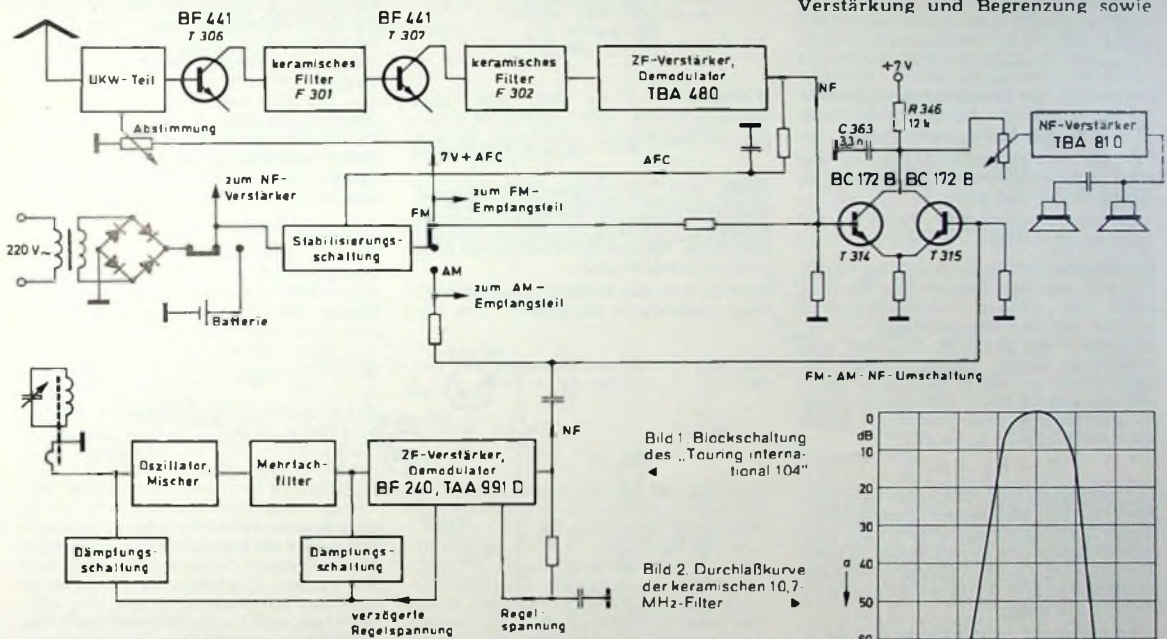 Verstärkung und Begrenzung sowie
BF 441
T 306
BF 441
T 307
UKW-Teil
keramisches
Filter
F 301
keramisches
Filter
F 302
ZF-Verstärker,
Demodulator
TBA 480
NF
+7V
R 346
12 k
C 363
3,3 n
NF-Verstärker
TBA 810
Abstimmung
7V + AFC
AFC
BC 172 B
BC 172 B
zum NF-
Verstärker
zum FM-
Empfangsteil
FM
220 V~
Stabilisierungs-
schaltung
T 314
T 315
AM
zum AM-
Empfangsteil
Batterie
FM-AM-NF-Umschaltung
NF
Oszillator,
Mischer
Mehrfach-
filter
ZF-Verstärker,
Demodulator
BF 240, TAA 991 D
Dämpfungs-
schaltung
Dämpfungs-
schaltung
verzögerte
Regelspannung
Regel-
spannung
Bild 1. Blockschaltung
des „Touring interna-
tional 104"
Bild 2. Durchlaßkurve
der keramischen 10,7-
MHz-Filter
0
dB
10
20
30
40
50
60
a